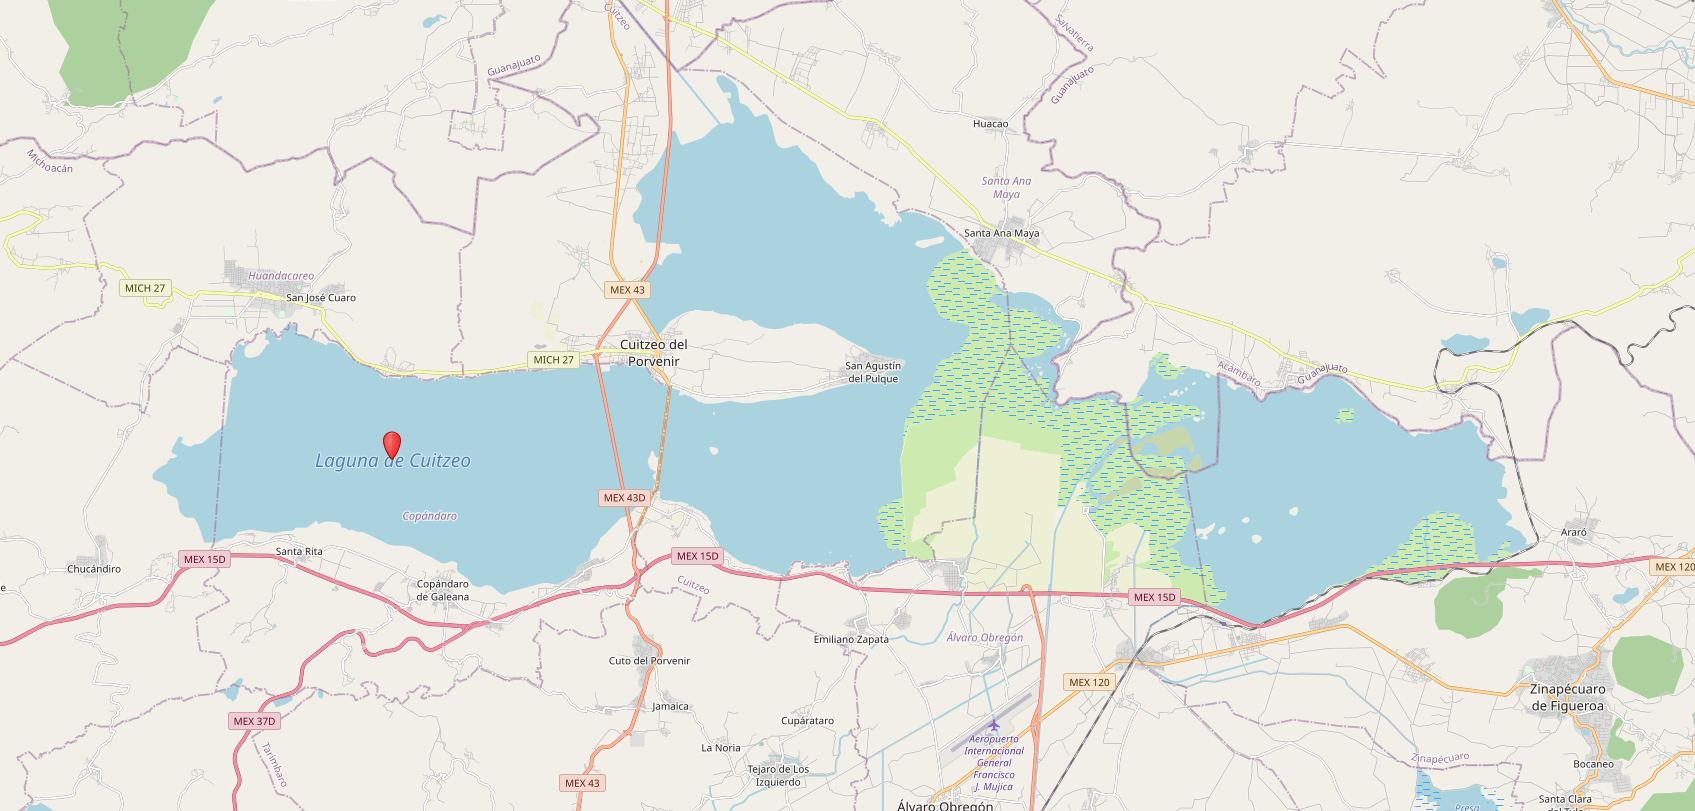 Cuitzeo
Salvatierra
Guanajuato
Guanajuato
Huacao
Michoacán
Santa Ana
Maya
Santa Ana Maya
Huandacareo
MICH 27
San José Cuaro
MEX 43
Cuitzeo del
Porvenir
MICH 27
San Agustín
del Pulque
Acámbaro
Guanajuato
Laguna de Cuitzeo
MEX 43D
Copándaro
Araró
Santa Rita
MEX 15D
MEX 15D
MEX 120
Chucándiro
e
Copándaro
de Galeana
Cuitzeo
MEX 15D
Emiliano Zapata
Álvaro Obregón
Cuto del Porvenir
MEX 120
Zinapécuaro
de Figueroa
Jamaica
MEX 37D
Cupárataro
Aeropuerto
Internacional
General
Francisco
J. Mujica
La Noria
Tarímbaro
Tejaro de Los
Izquierdo
Zinapécuaro
Bocaneo
MEX 43
Álvaro Obregón
Presa
Santa Clara
del Tule